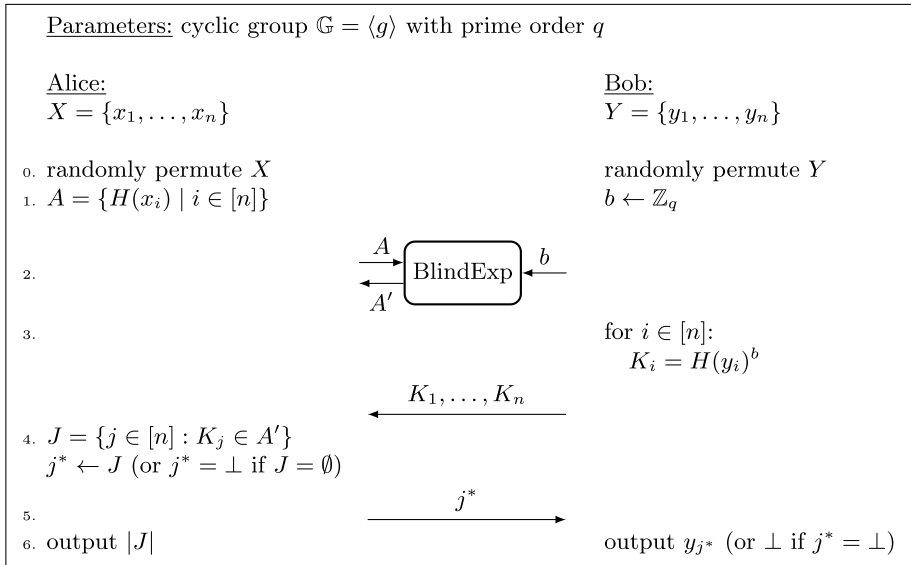 Parameters: cyclic group 𝔾 = ⟨g⟩ with prime order q
Alice: Bob:
X = {x₁, . . . , xₙ} Y = {y₁, . . . , yₙ}
0. randomly permute X randomly permute Y
1. A = {H(xᵢ) | i ∈ [n]} b ← ℤ_q
2. A BlindExp b
A′
3. for i ∈ [n]:
Kᵢ = H(yᵢ)ᵇ
K₁, . . . , Kₙ
4. J = {j ∈ [n] : Kⱼ ∈ A′}
j* ← J (or j* = ⊥ if J = ∅)
5. j*
6. output |J| output y_{j*} (or ⊥ if j* = ⊥)